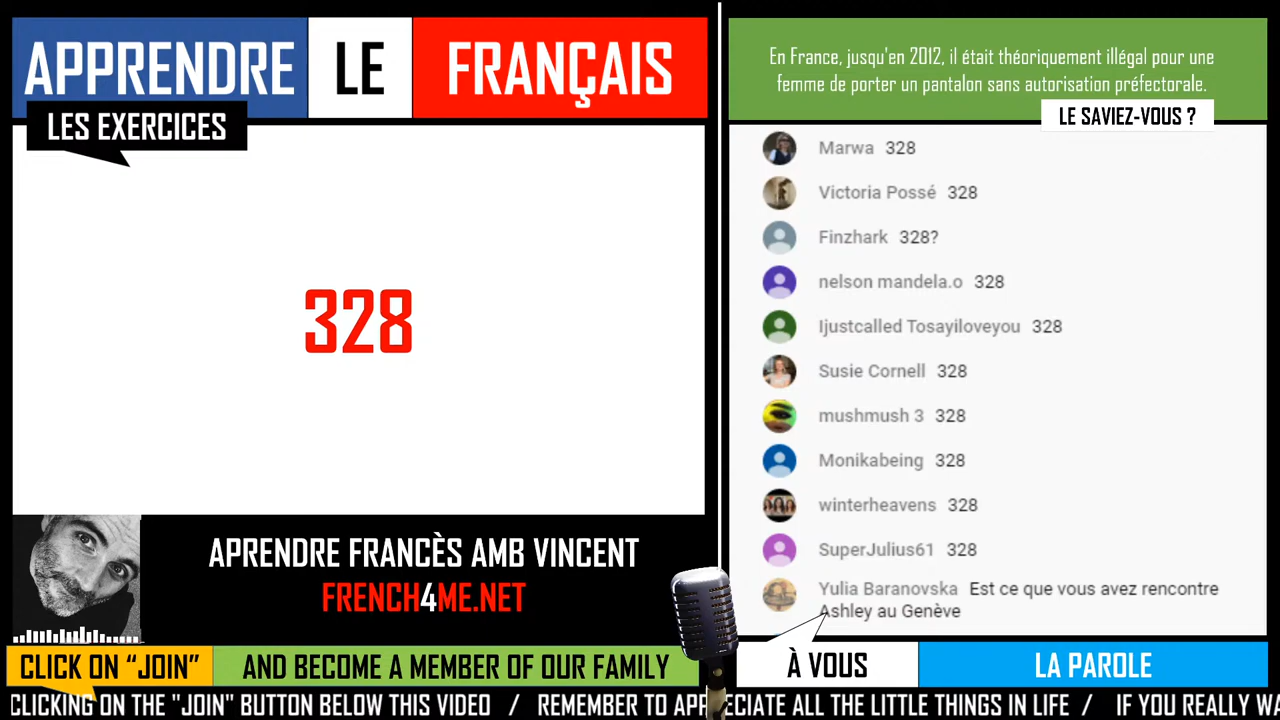 APPRENDRE LE FRANÇAIS
LES EXERCICES
328
APRENDRE FRANCÈS AMB VINCENT
FRENCH4ME.NET
CLICK ON “JOIN” AND BECOME A MEMBER OF OUR FAMILY
En France, jusqu'en 2012, il était théoriquement illégal pour une
femme de porter un pantalon sans autorisation préfectorale.
LE SAVIEZ-VOUS ?
Marwa 328
Victoria Possé 328
Finzhark 328?
nelson mandela.o 328
Ijustcalled Tosayiloveyou 328
Susie Cornell 328
mushmush 3 328
Monikabeing 328
winterheavens 328
SuperJulius61 328
Yulia Baranovska Est ce que vous avez rencontre
Ashley au Genève
À VOUS LA PAROLE
CLICKING ON THE "JOIN" BUTTON BELOW THIS VIDEO / REMEMBER TO APPRECIATE ALL THE LITTLE THINGS IN LIFE / IF YOU REALLY